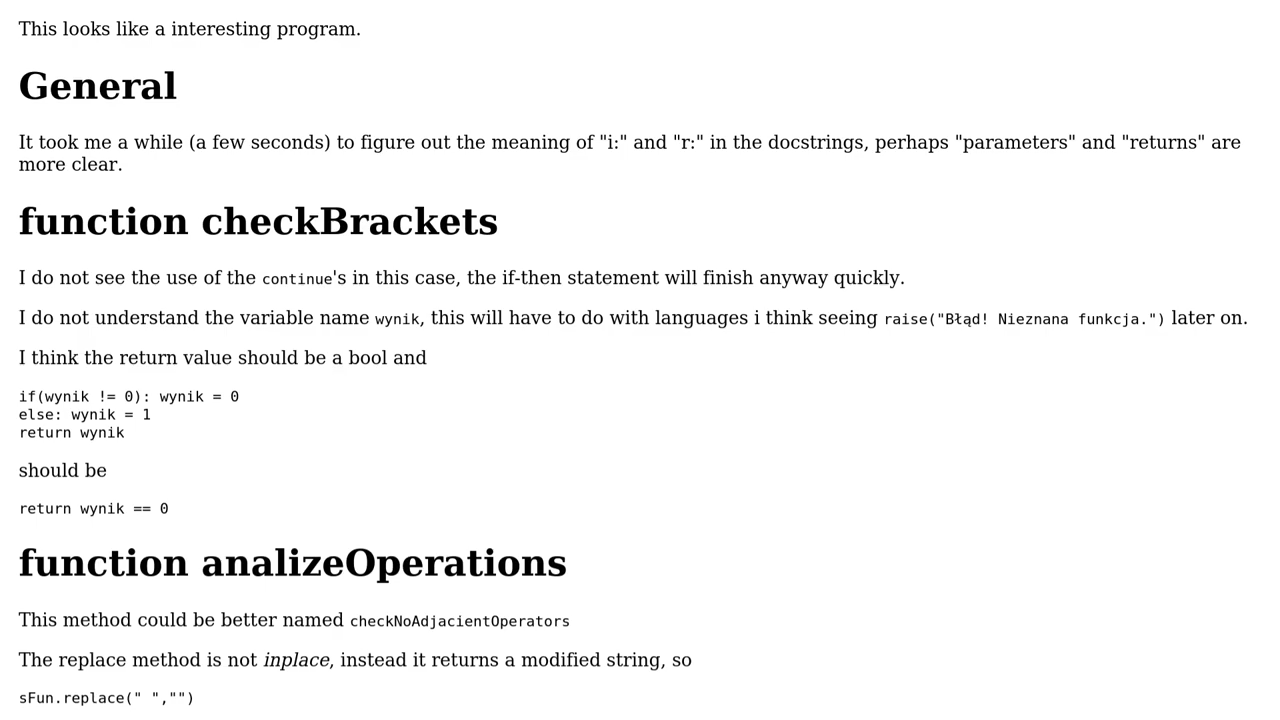 This looks like a interesting program.
General
It took me a while (a few seconds) to figure out the meaning of "i:" and "r:" in the docstrings, perhaps "parameters" and "returns" are
more clear.
function checkBrackets
I do not see the use of the continue's in this case, the if-then statement will finish anyway quickly.
I do not understand the variable name wynik, this will have to do with languages i think seeing raise("Błąd! Nieznana funkcja.") later on.
I think the return value should be a bool and
if(wynik != 0): wynik = 0
else: wynik = 1
return wynik
should be
return wynik == 0
function analizeOperations
This method could be better named checkNoAdjacientOperators
The replace method is not inplace, instead it returns a modified string, so
sFun.replace(" ","")